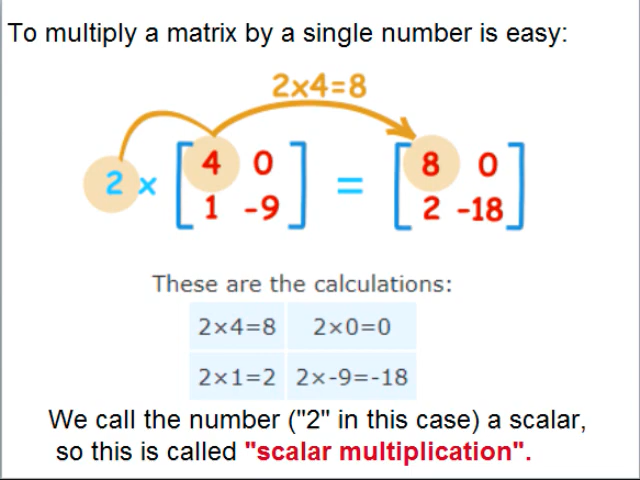 To multiply a matrix by a single number is easy:
2x4=8
2 × [ 4 0 ] = [ 8 0 ]
1 -9 2 -18
These are the calculations:
2×4=8 2×0=0
2×1=2 2×-9=-18
We call the number ("2" in this case) a scalar,
so this is called "scalar multiplication".